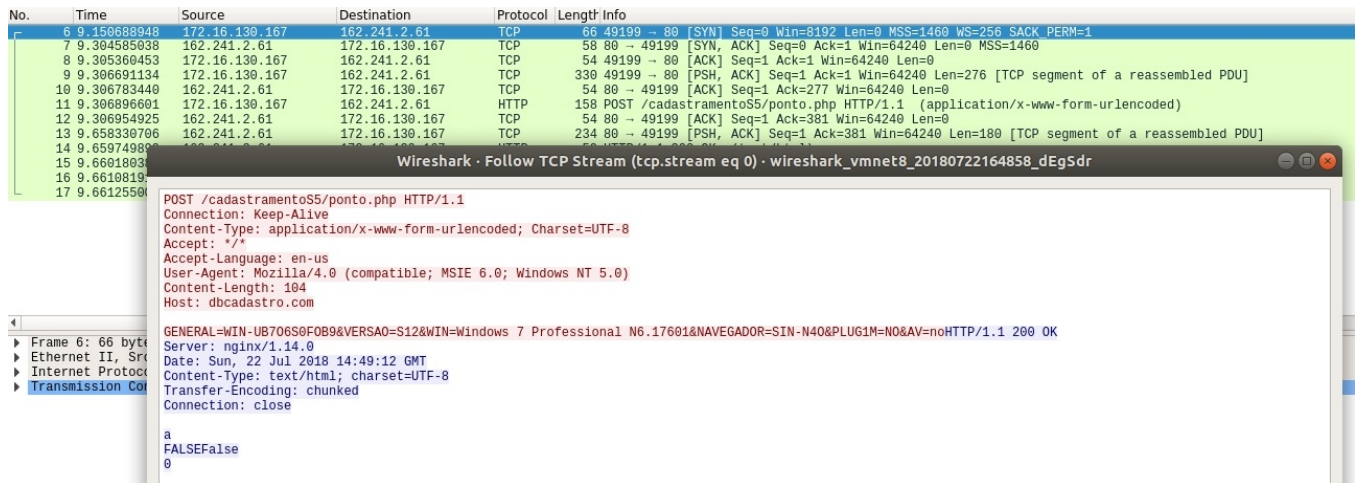 No. Time Source Destination Protocol Length Info
6 9.150688948 172.16.130.167 162.241.2.61 TCP 66 49199 → 80 [SYN] Seq=0 Win=8192 Len=0 MSS=1460 WS=256 SACK_PERM=1
7 9.304585038 162.241.2.61 172.16.130.167 TCP 58 80 → 49199 [SYN, ACK] Seq=0 Ack=1 Win=64240 Len=0 MSS=1460
8 9.305360453 172.16.130.167 162.241.2.61 TCP 54 49199 → 80 [ACK] Seq=1 Ack=1 Win=64240 Len=0
9 9.306691134 172.16.130.167 162.241.2.61 TCP 330 49199 → 80 [PSH, ACK] Seq=1 Ack=1 Win=64240 Len=276 [TCP segment of a reassembled PDU]
10 9.306783440 162.241.2.61 172.16.130.167 TCP 54 80 → 49199 [ACK] Seq=1 Ack=277 Win=64240 Len=0
11 9.306896601 172.16.130.167 162.241.2.61 HTTP 158 POST /cadastramentoS5/ponto.php HTTP/1.1 (application/x-www-form-urlencoded)
12 9.306954925 162.241.2.61 172.16.130.167 TCP 54 80 → 49199 [ACK] Seq=1 Ack=381 Win=64240 Len=0
13 9.658330706 162.241.2.61 172.16.130.167 TCP 234 80 → 49199 [PSH, ACK] Seq=1 Ack=381 Win=64240 Len=180 [TCP segment of a reassembled PDU]
14 9.65974989
15 9.6601803
16 9.6610819
17 9.6612550
Wireshark · Follow TCP Stream (tcp.stream eq 0) · wireshark_vmnet8_20180722164858_dEgSdr
POST /cadastramentoS5/ponto.php HTTP/1.1
Connection: Keep-Alive
Content-Type: application/x-www-form-urlencoded; Charset=UTF-8
Accept: */*
Accept-Language: en-us
User-Agent: Mozilla/4.0 (compatible; MSIE 6.0; Windows NT 5.0)
Content-Length: 104
Host: dbcadastro.com
GENERAL=WIN-UB7O6S0FOB9&VERSAO=S12&WIN=Windows 7 Professional N6.17601&NAVEGADOR=SIN-N4O&PLUG1M=NO&AV=noHTTP/1.1 200 OK
Server: nginx/1.14.0
Date: Sun, 22 Jul 2018 14:49:12 GMT
Content-Type: text/html; charset=UTF-8
Transfer-Encoding: chunked
Connection: close
a
FALSEFalse
0
Frame 6: 66 byte
Ethernet II, Src
Internet Protoco
Transmission Co